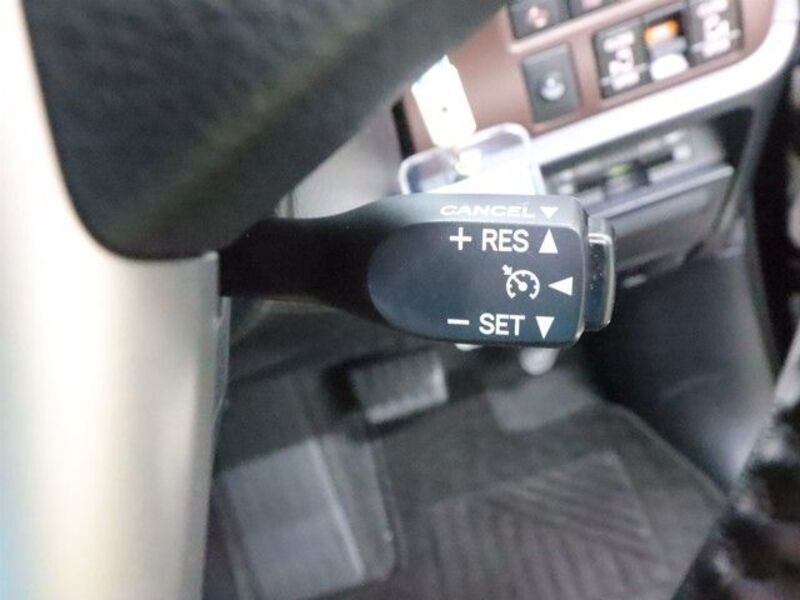 CANCEL▼
+ RES ▲
◀
− SET ▼